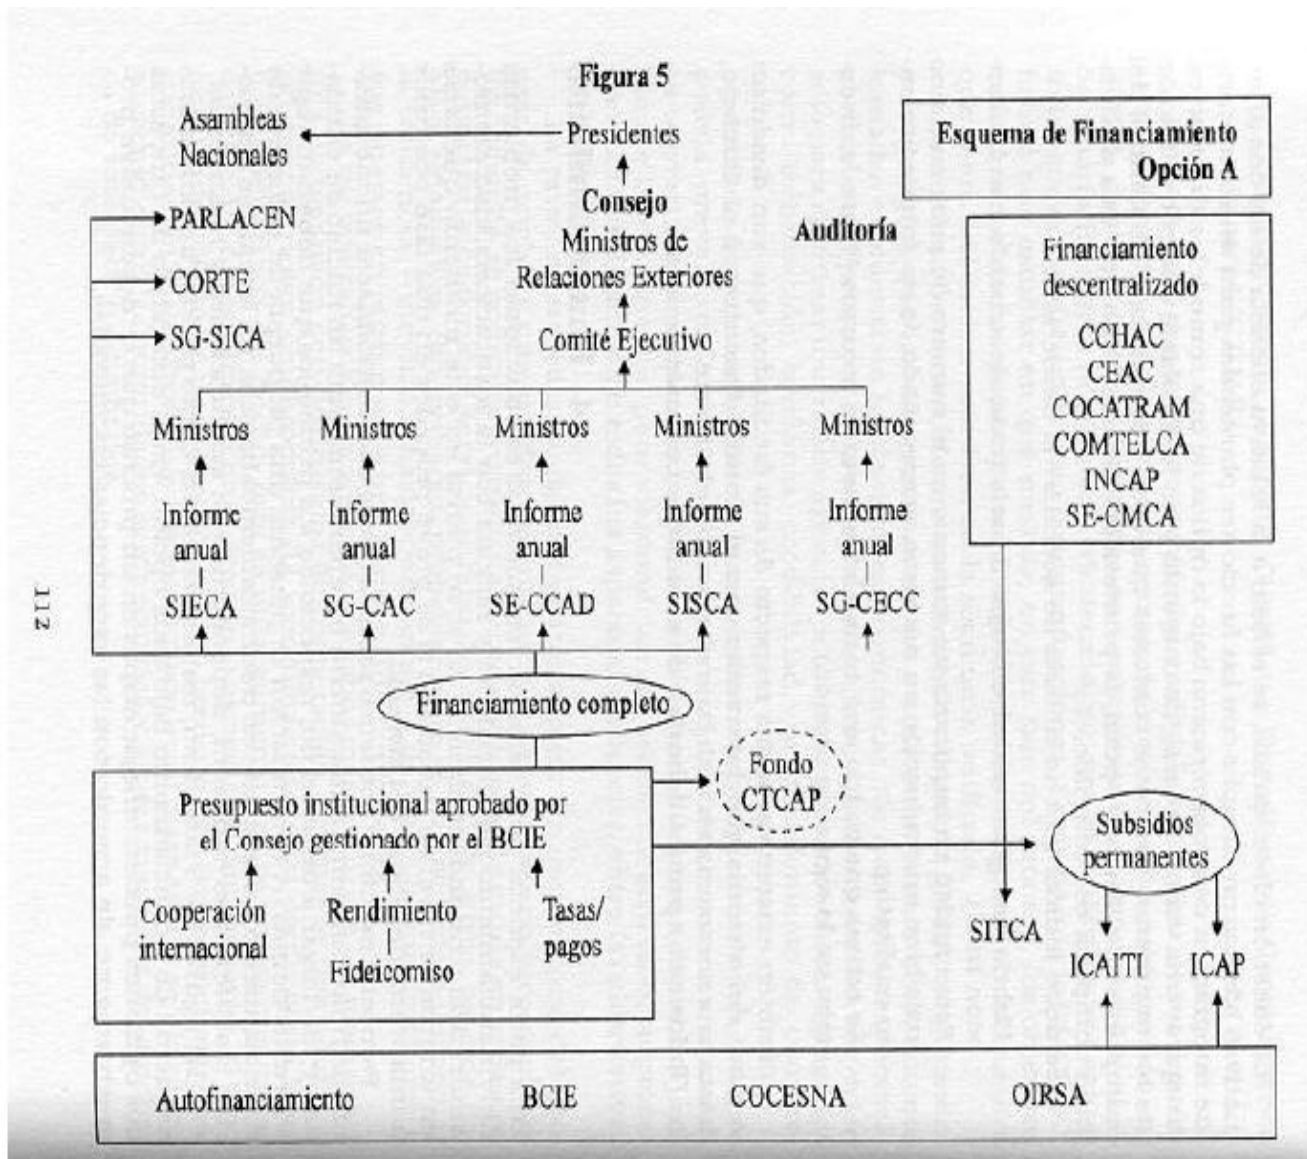 Figura 5
Esquema de Financiamiento
Opción A
Asambleas
Nacionales
Presidentes
PARLACEN
CORTE
SG-SICA
Consejo
Ministros de
Relaciones Exteriores
Auditoría
Comité Ejecutivo
Financiamiento
descentralizado
CCHAC
CEAC
COCATRAM
COMTELCA
INCAP
SE-CMCA
Ministros
Ministros
Ministros
Ministros
Ministros
Informe
anual
Informe
anual
Informe
anual
Informe
anual
Informe
anual
SIECA
SG-CAC
SE-CCAD
SISCA
SG-CECC
112
Financiamiento completo
Fondo
CTCAP
Presupuesto institucional aprobado por
el Consejo gestionado por el BCIE
Cooperación
internacional
Rendimiento
Fideicomiso
Tasas/
pagos
Subsidios
permanentes
SITCA
ICAITI
ICAP
Autofinanciamiento
BCIE
COCESNA
OIRSA